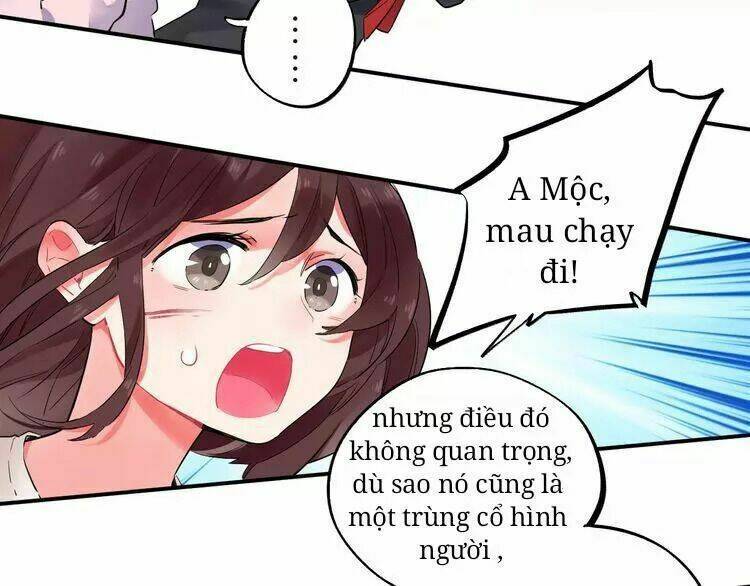 ......
A Mộc,
mau chạy
đi!
nhưng điều đó
không quan trọng,
dù sao nó cũng là
một trùng cổ hình
người ,